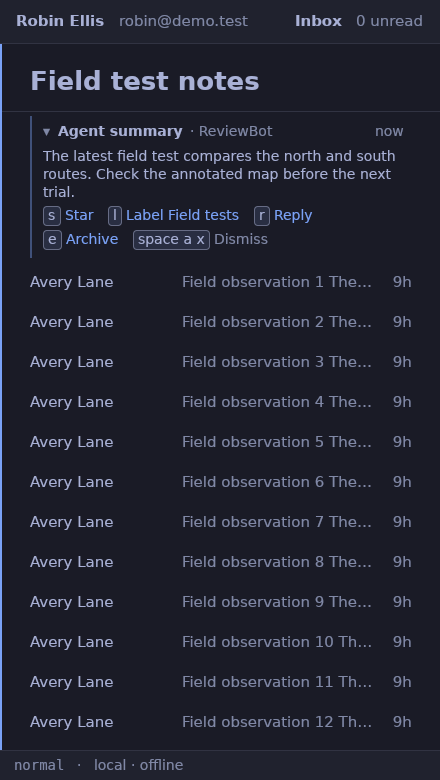 Robin Ellis robin@demo.test Inbox 0 unread
Field test notes
▾ Agent summary · ReviewBot now
The latest field test compares the north and south
routes. Check the annotated map before the next
trial.
s Star l Label Field tests r Reply
e Archive space a x Dismiss
Avery Lane Field observation 1 The… 9h
Avery Lane Field observation 2 The… 9h
Avery Lane Field observation 3 The… 9h
Avery Lane Field observation 4 The… 9h
Avery Lane Field observation 5 The… 9h
Avery Lane Field observation 6 The… 9h
Avery Lane Field observation 7 The… 9h
Avery Lane Field observation 8 The… 9h
Avery Lane Field observation 9 The… 9h
Avery Lane Field observation 10 Th… 9h
Avery Lane Field observation 11 Th… 9h
Avery Lane Field observation 12 Th… 9h
normal · local · offline